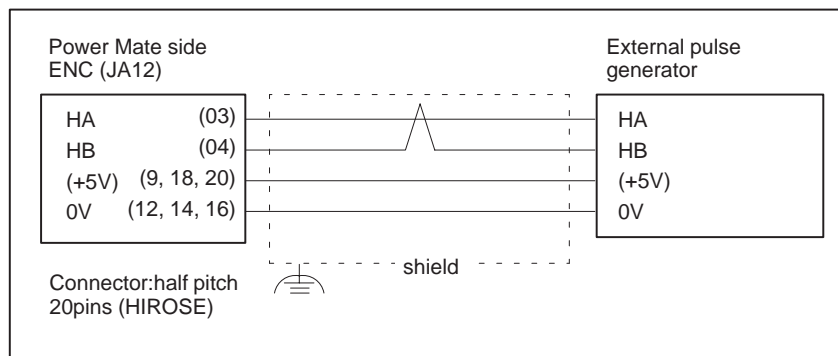 Power Mate side
ENC (JA12)
External pulse
generator
HA (03)
HB (04)
(+5V) (9, 18, 20)
0V (12, 14, 16)
HA
HB
(+5V)
0V
shield
Connector:half pitch
20pins (HIROSE)